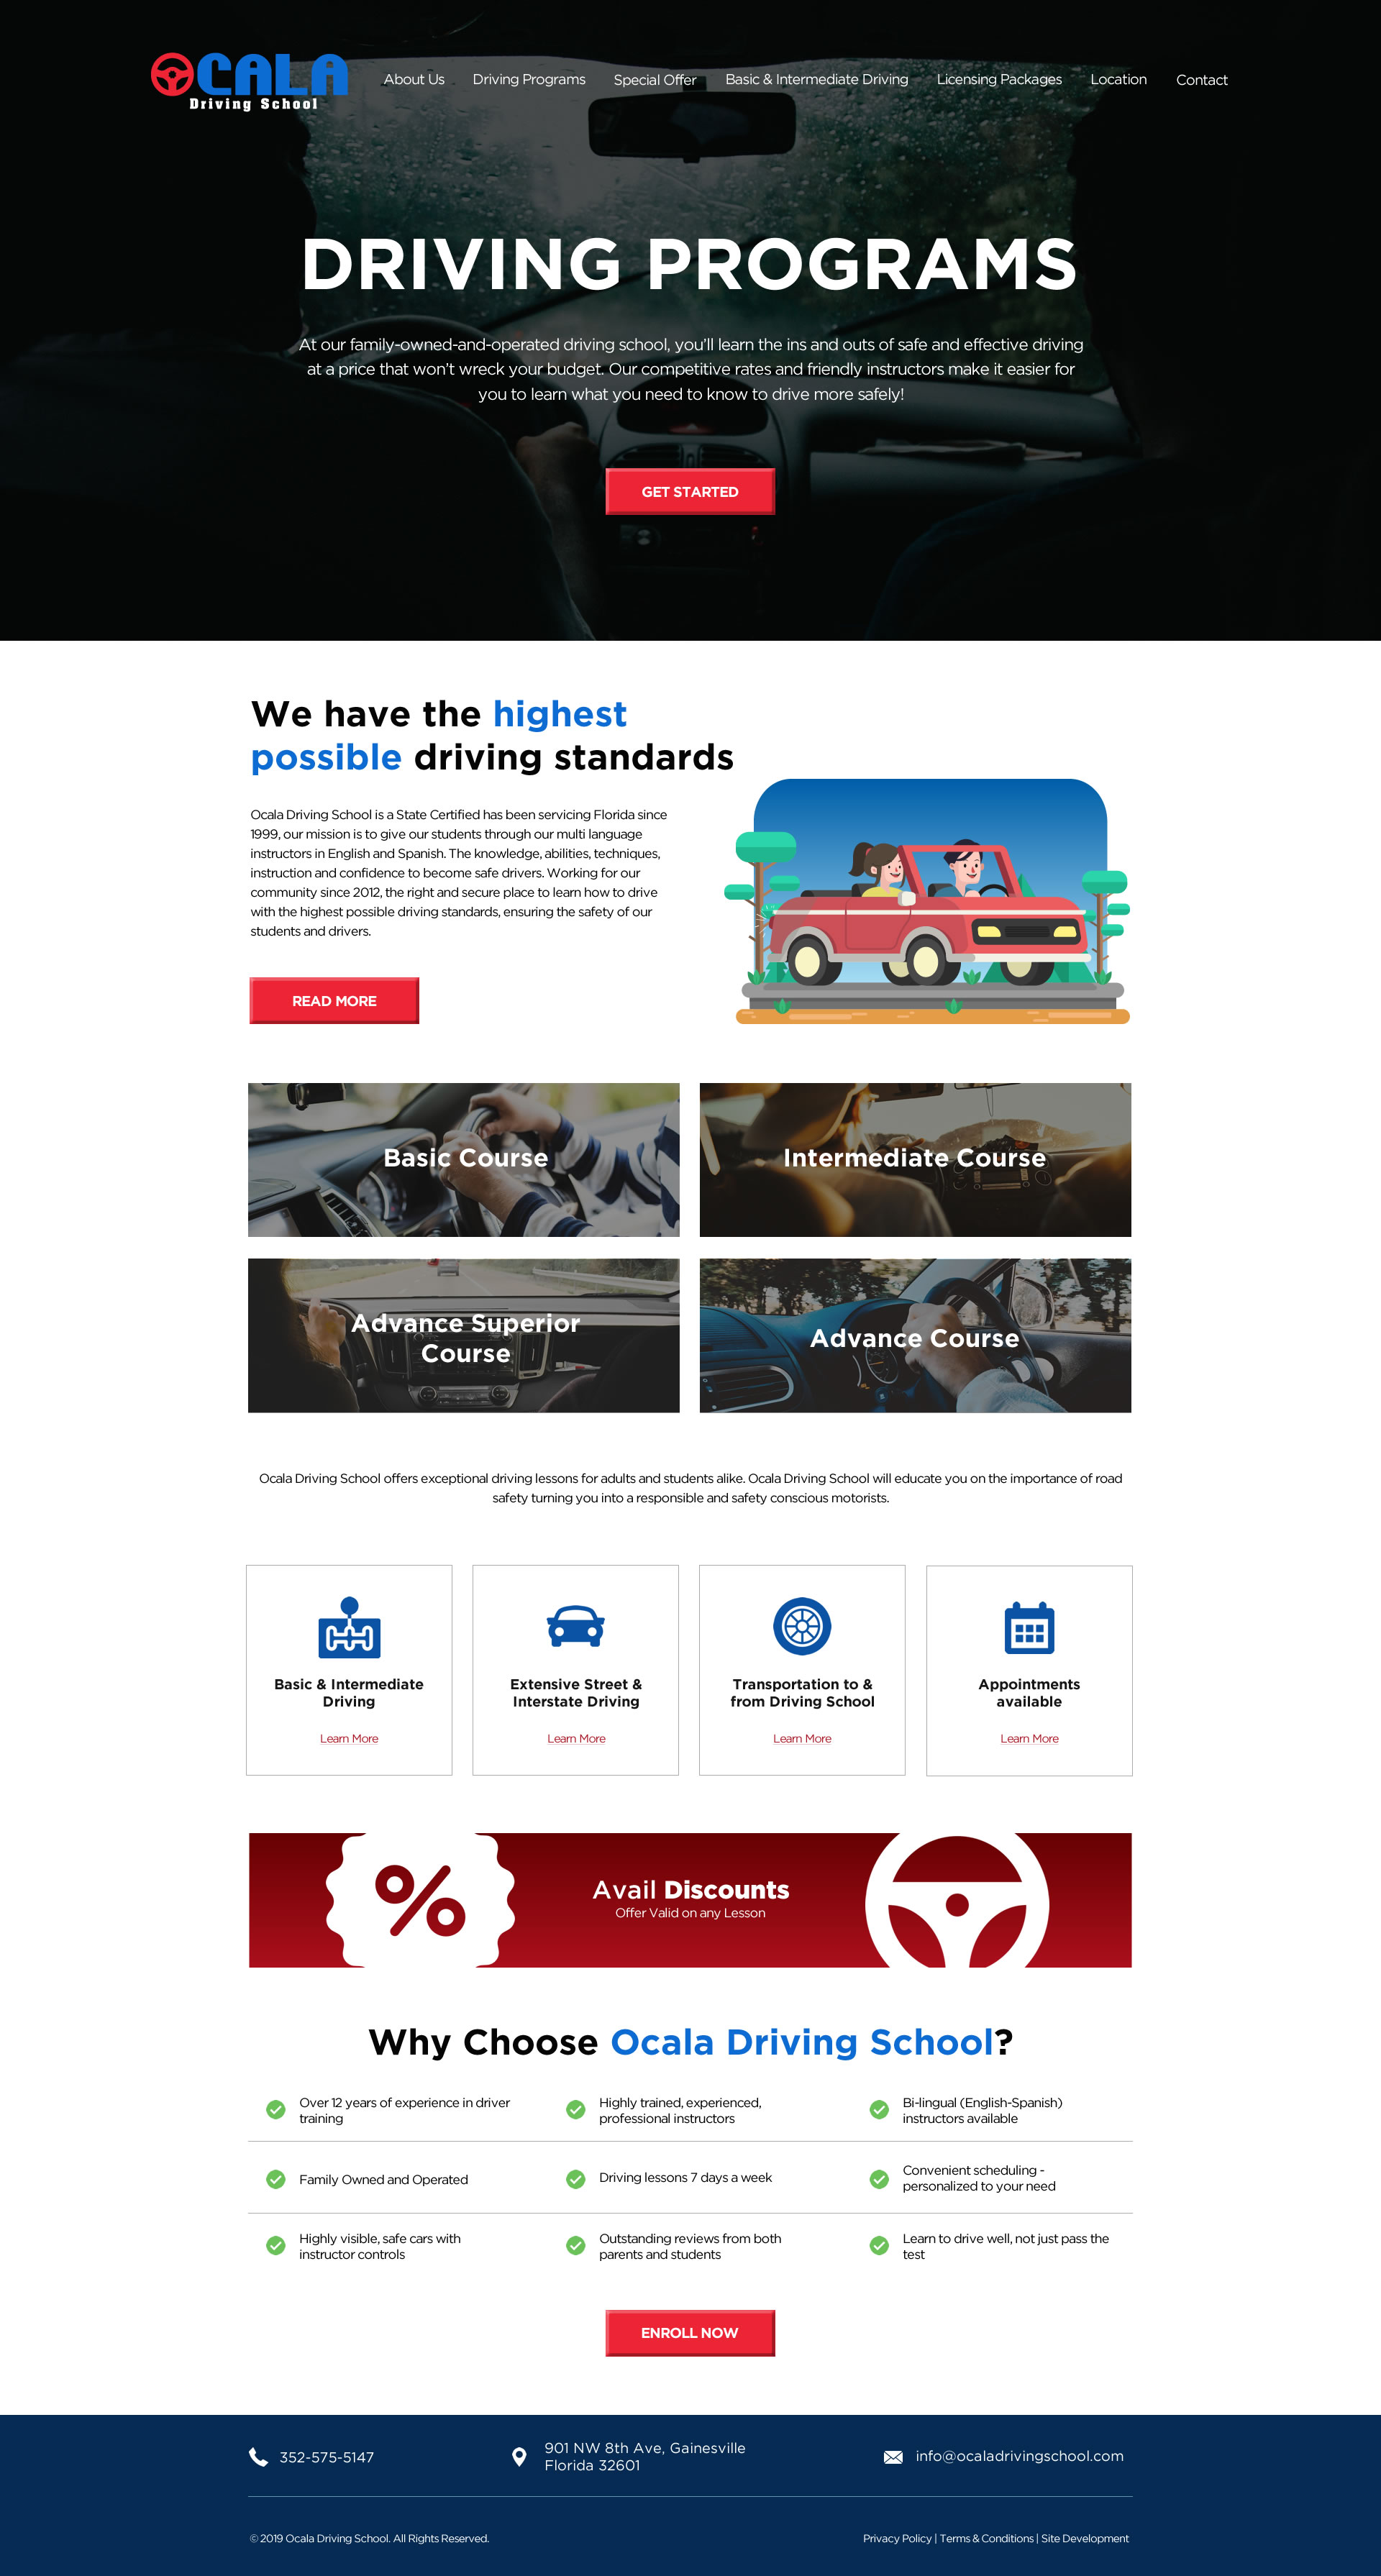 OCALA
Driving School
About Us
Driving Programs
Special Offer
Basic & Intermediate Driving
Licensing Packages
Location
Contact
DRIVING PROGRAMS
At our family-owned-and-operated driving school, you'll learn the ins and outs of safe and effective driving
at a price that won't wreck your budget. Our competitive rates and friendly instructors make it easier for
you to learn what you need to know to drive more safely!
GET STARTED
We have the highest
possible driving standards
Ocala Driving School is a State Certified has been servicing Florida since
1999, our mission is to give our students through our multi language
instructors in English and Spanish. The knowledge, abilities, techniques,
instruction and confidence to become safe drivers. Working for our
community since 2012, the right and secure place to learn how to drive
with the highest possible driving standards, ensuring the safety of our
students and drivers.
READ MORE
Basic Course
Intermediate Course
Advance Superior
Course
Advance Course
Ocala Driving School offers exceptional driving lessons for adults and students alike. Ocala Driving School will educate you on the importance of road
safety turning you into a responsible and safety conscious motorists.
Basic & Intermediate
Driving
Learn More
Extensive Street &
Interstate Driving
Learn More
Transportation to &
from Driving School
Learn More
Appointments
available
Learn More
%
Avail Discounts
Offer Valid on any Lesson
Why Choose Ocala Driving School?
Over 12 years of experience in driver
training
Highly trained, experienced,
professional instructors
Bi-lingual (English-Spanish)
instructors available
Family Owned and Operated
Driving lessons 7 days a week
Convenient scheduling -
personalized to your need
Highly visible, safe cars with
instructor controls
Outstanding reviews from both
parents and students
Learn to drive well, not just pass the
test
ENROLL NOW
352-575-5147
901 NW 8th Ave, Gainesville
Florida 32601
info@ocaladrivingschool.com
© 2019 Ocala Driving School. All Rights Reserved.
Privacy Policy | Terms & Conditions | Site Development